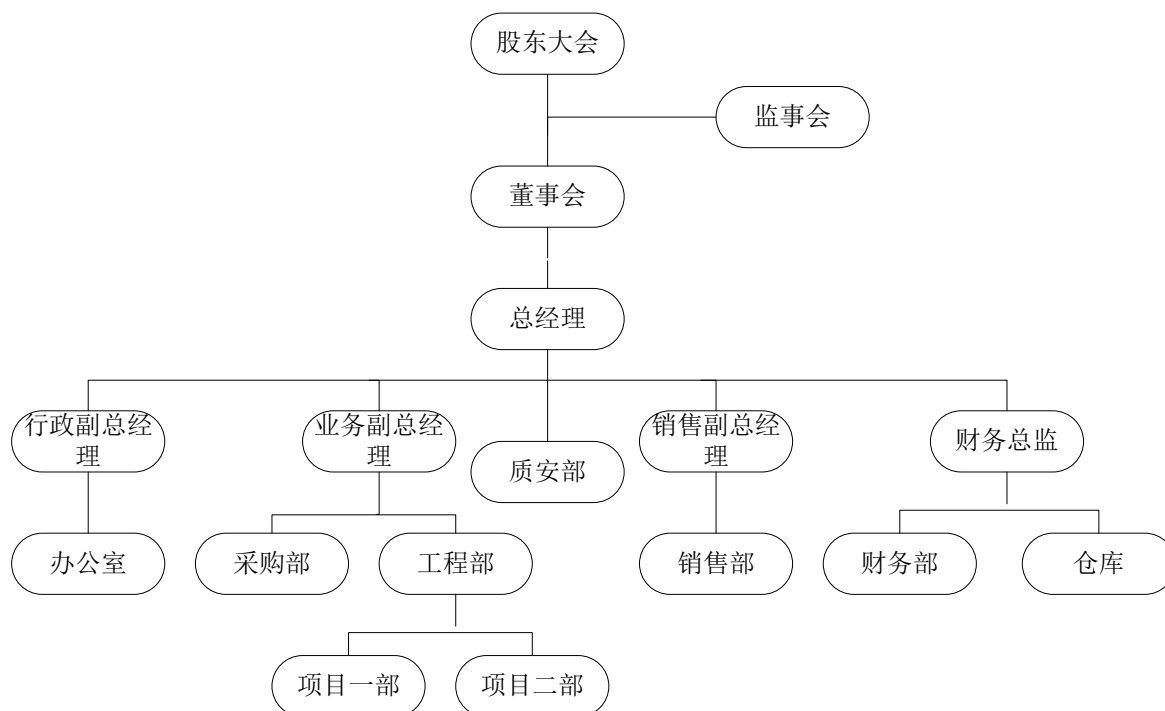 股东大会
监事会
董事会
总经理
行政副总经
理
业务副总经
理
质安部
销售副总经
理
财务总监
办公室
采购部
工程部
销售部
财务部
仓库
项目一部
项目二部